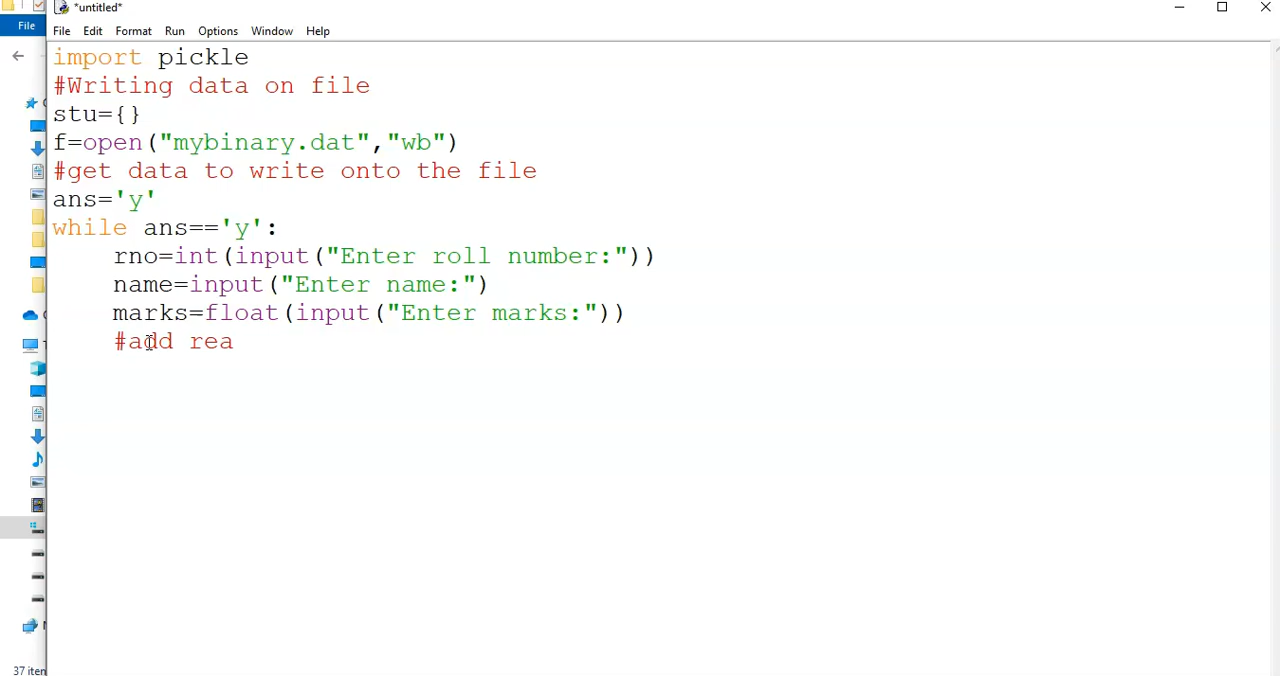 *untitled*
File
File Edit Format Run Options Window Help
import pickle
#Writing data on file
stu={}
f=open("mybinary.dat","wb")
#get data to write onto the file
ans='y'
while ans=='y':
rno=int(input("Enter roll number:"))
name=input("Enter name:")
marks=float(input("Enter marks:"))
#add rea
37 iten